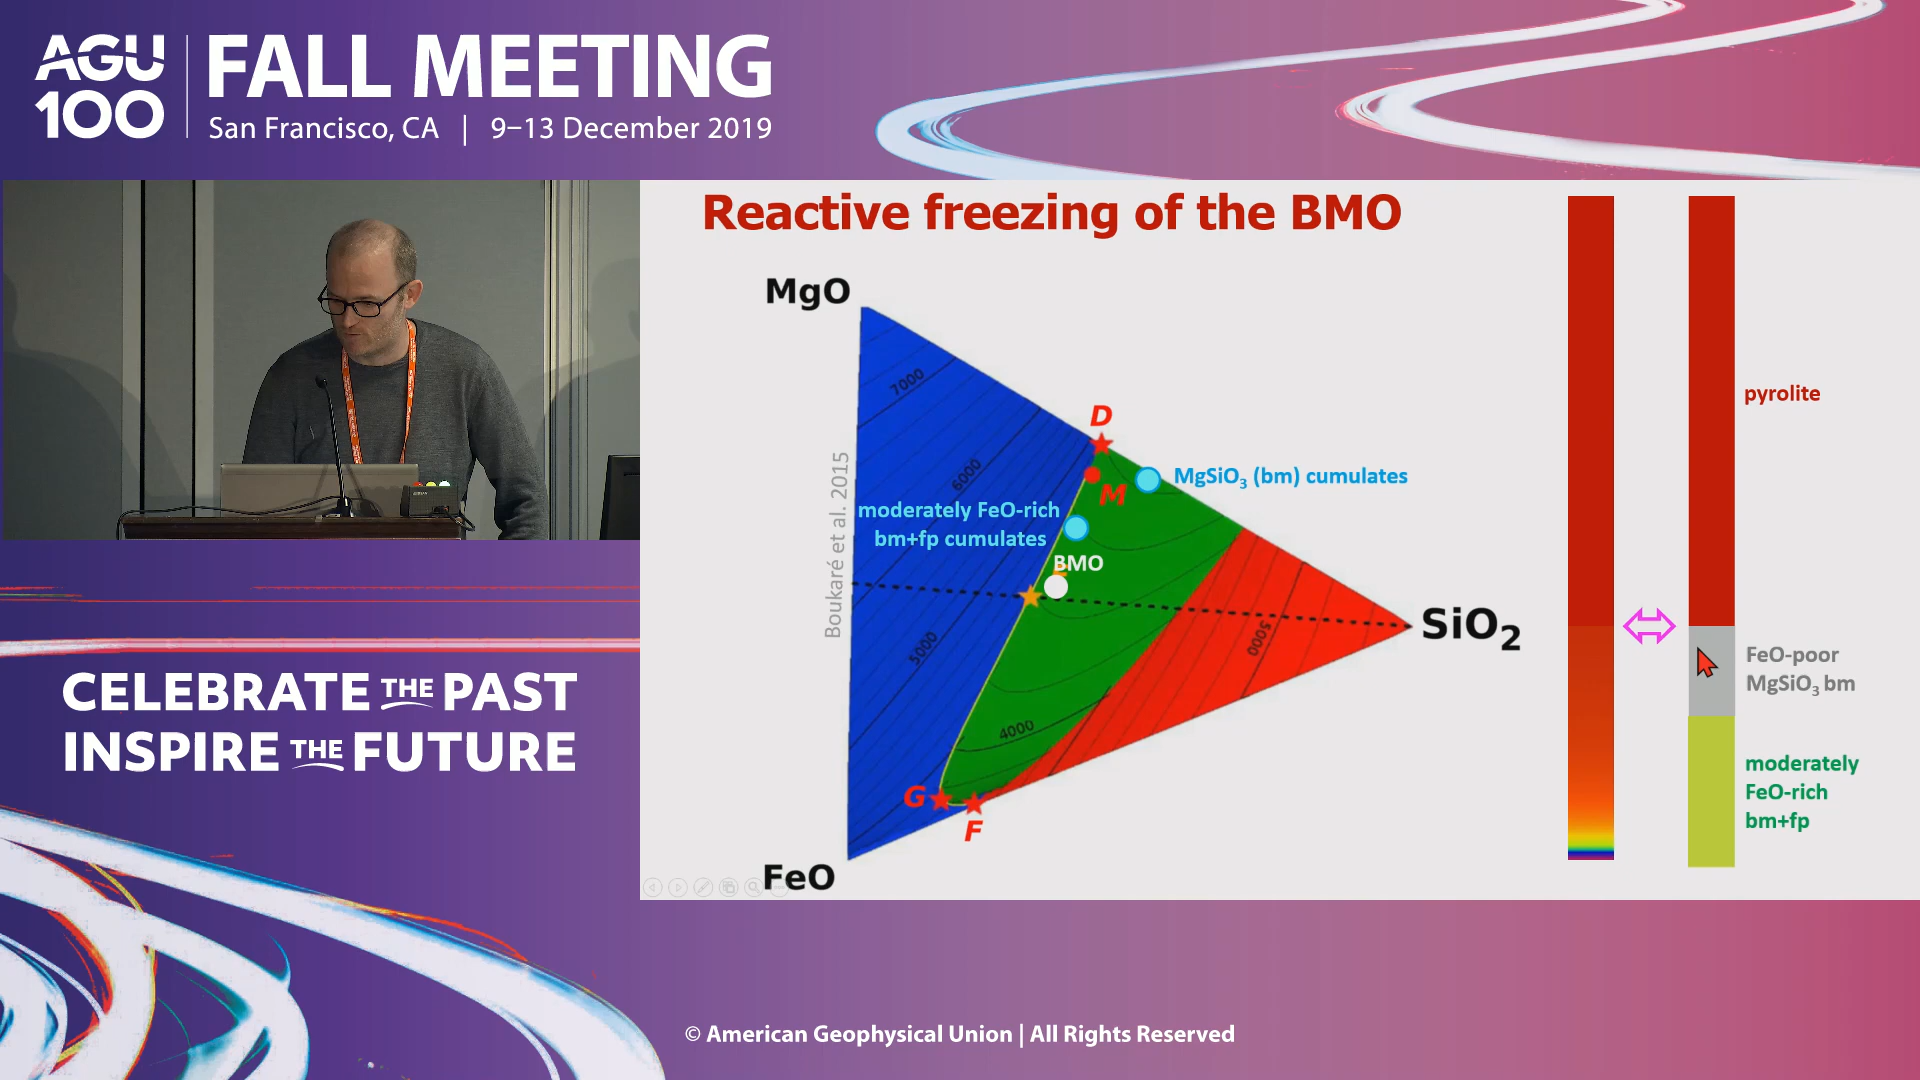 AGU
100
FALL MEETING
San Francisco, CA | 9–13 December 2019
Reactive freezing of the BMO
MgO
7000
D
6000
M
MgSiO₃ (bm) cumulates
pyrolite
moderately FeO-rich
bm+fp cumulates
BMO
Boukaré et al. 2015
SiO₂
5000
5000
4000
G
F
FeO
FeO-poor
MgSiO₃ bm
moderately
FeO-rich
bm+fp
CELEBRATE THE PAST
INSPIRE THE FUTURE
© American Geophysical Union | All Rights Reserved